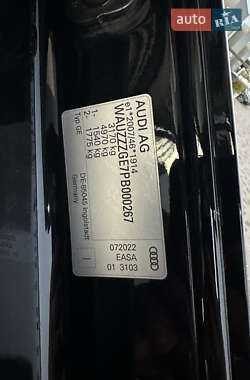 AUTO RIA
AUDI AG
e1*2007/46*1914
WAUZZZGE7PB000267
3170 kg
4970 kg
1- 1540 kg
2- 1775 kg
Typ GE
DE-85045 Ingolstadt
Germany
072022
EASA
01 3103